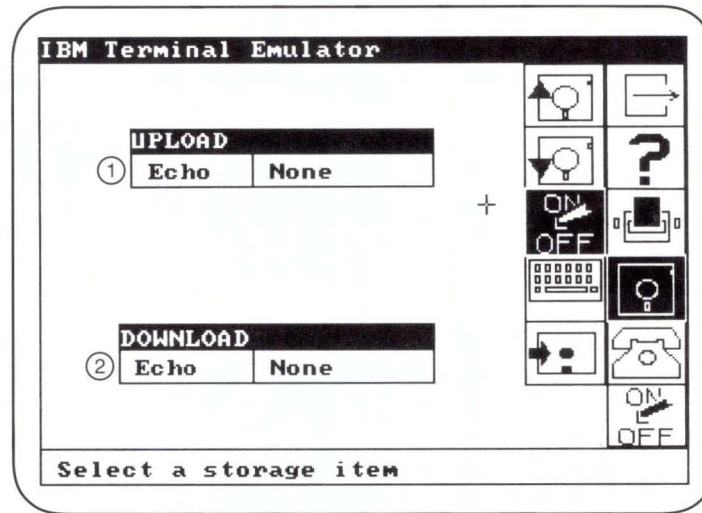 IBM Terminal Emulator
UPLOAD
① Echo None
ON
OFF
DOWNLOAD
② Echo None
ON
OFF
Select a storage item
?